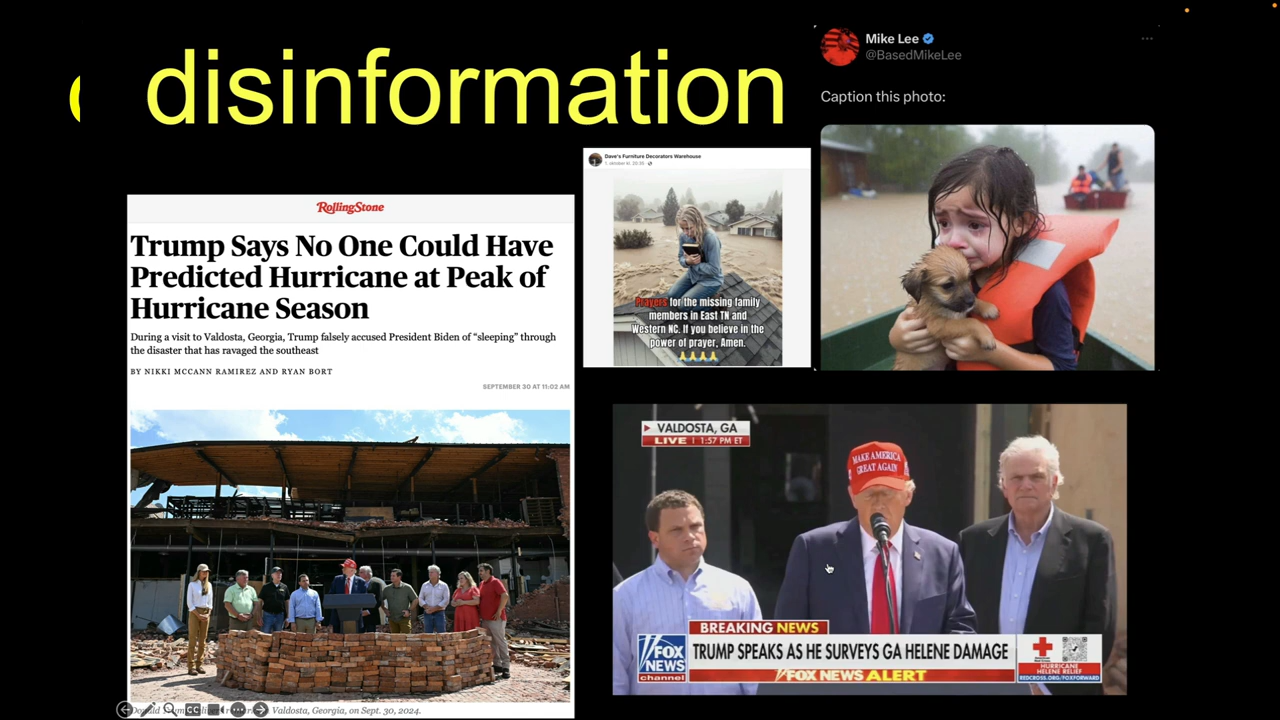 disinformation
RollingStone
Trump Says No One Could Have
Predicted Hurricane at Peak of
Hurricane Season
During a visit to Valdosta, Georgia, Trump falsely accused President Biden of “sleeping” through
the disaster that has ravaged the southeast
BY NIKKI MCCANN RAMIREZ AND RYAN BORT
SEPTEMBER 30 AT 11:02 AM
Valdosta, Georgia, on Sept. 30, 2024.
CC
Dave's Furniture Decorators Warehouse
Prayers for the missing family
members in East TN and
Western NC. If you believe in the
power of prayer, Amen.
Mike Lee
@BasedMikeLee
Caption this photo:
VALDOSTA, GA
LIVE | 1:57 PM ET
MAKE AMERICA
GREAT AGAIN
BREAKING NEWS
FOX
NEWS
channel
TRUMP SPEAKS AS HE SURVEYS GA HELENE DAMAGE
FOX NEWS ALERT
HURRICANE
HELENE RELIEF
REDCROSS.ORG/FOXFORWARD